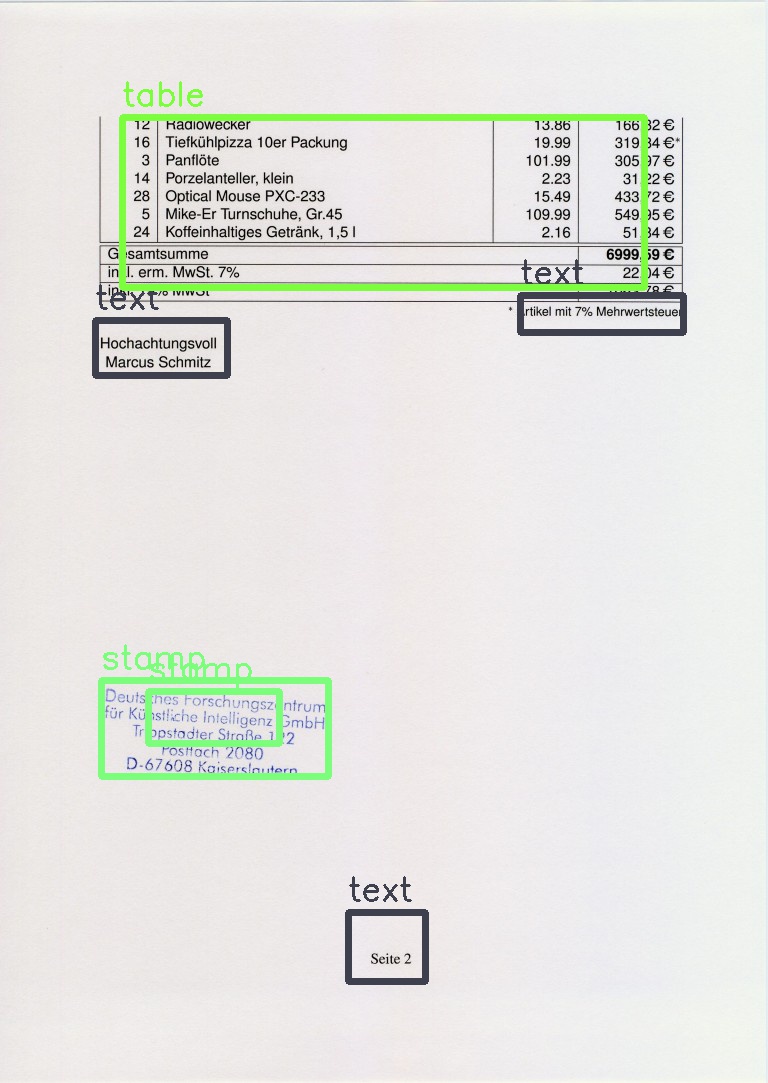 table
12 Radiowecker 13.86 166.32 €
16 Tiefkühlpizza 10er Packung 19.99 319.84 €*
3 Panflöte 101.99 305.97 €
14 Porzelanteller, klein 2.23 31.22 €
28 Optical Mouse PXC-233 15.49 433.72 €
5 Mike-Er Turnschuhe, Gr.45 109.99 549.95 €
24 Koffeinhaltiges Getränk, 1,5 l 2.16 51.84 €
Gesamtsumme 6999,59 €
inkl. erm. MwSt. 7% 22.04 €
text
inkl. MwSt
text
* Artikel mit 7% Mehrwertsteuer
Hochachtungsvoll
Marcus Schmitz
stamp
stamp
Deutsches Forschungszentrum
für Künstliche Intelligenz GmbH
Trippstadter Straße 122
Postfach 2080
D-67608 Kaiserslautern
text
Seite 2